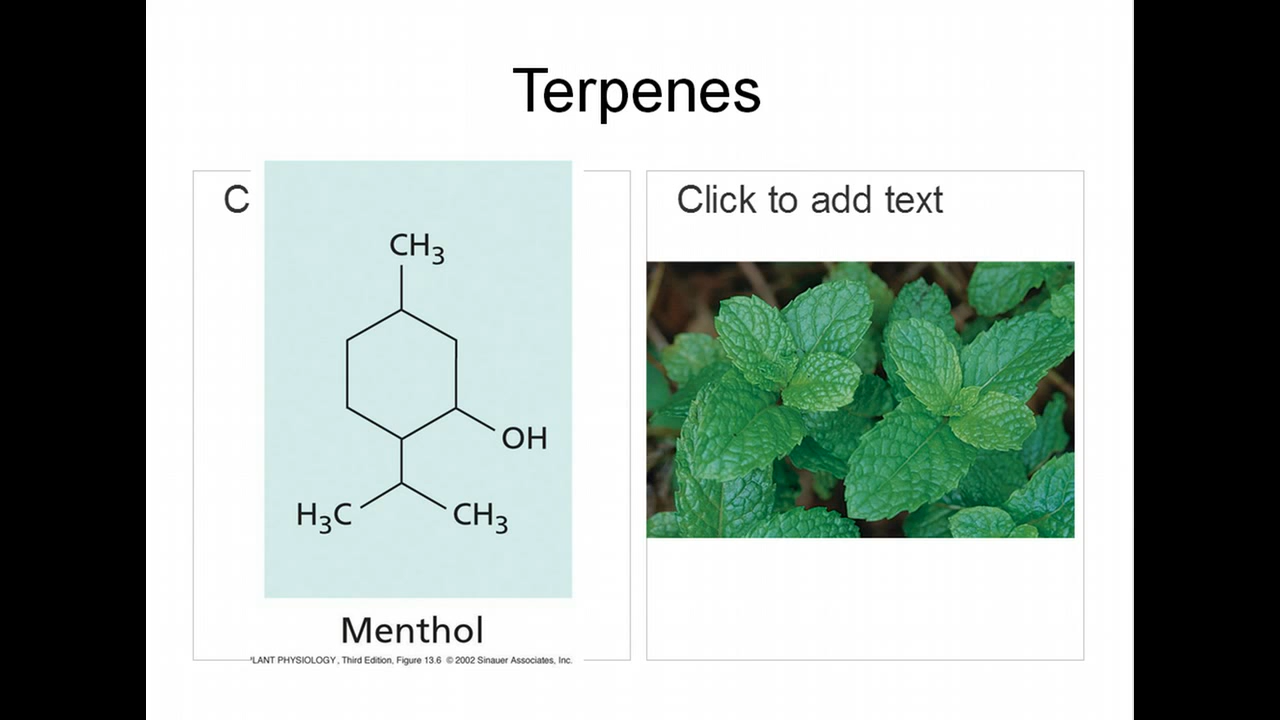 Terpenes
C
CH3
OH
H3C
CH3
Menthol
LANT PHYSIOLOGY, Third Edition, Figure 13.6 © 2002 Sinauer Associates, Inc.
Click to add text